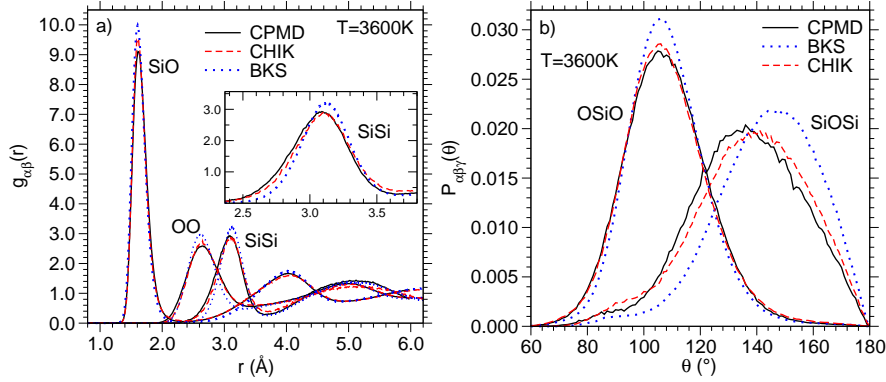 a)
T=3600K
CPMD
CHIK
BKS
SiO
OO
SiSi
SiSi
3.0
2.0
1.0
2.5
3.0
3.5
10.0
9.0
8.0
7.0
6.0
5.0
4.0
3.0
2.0
1.0
0.0
gαβ(r)
1.0
2.0
3.0
4.0
5.0
6.0
r (Å)
b)
CPMD
BKS
CHIK
T=3600K
OSiO
SiOSi
0.030
0.025
0.020
0.015
0.010
0.005
0.000
Pαβγ(θ)
60
80
100
120
140
160
180
θ (°)